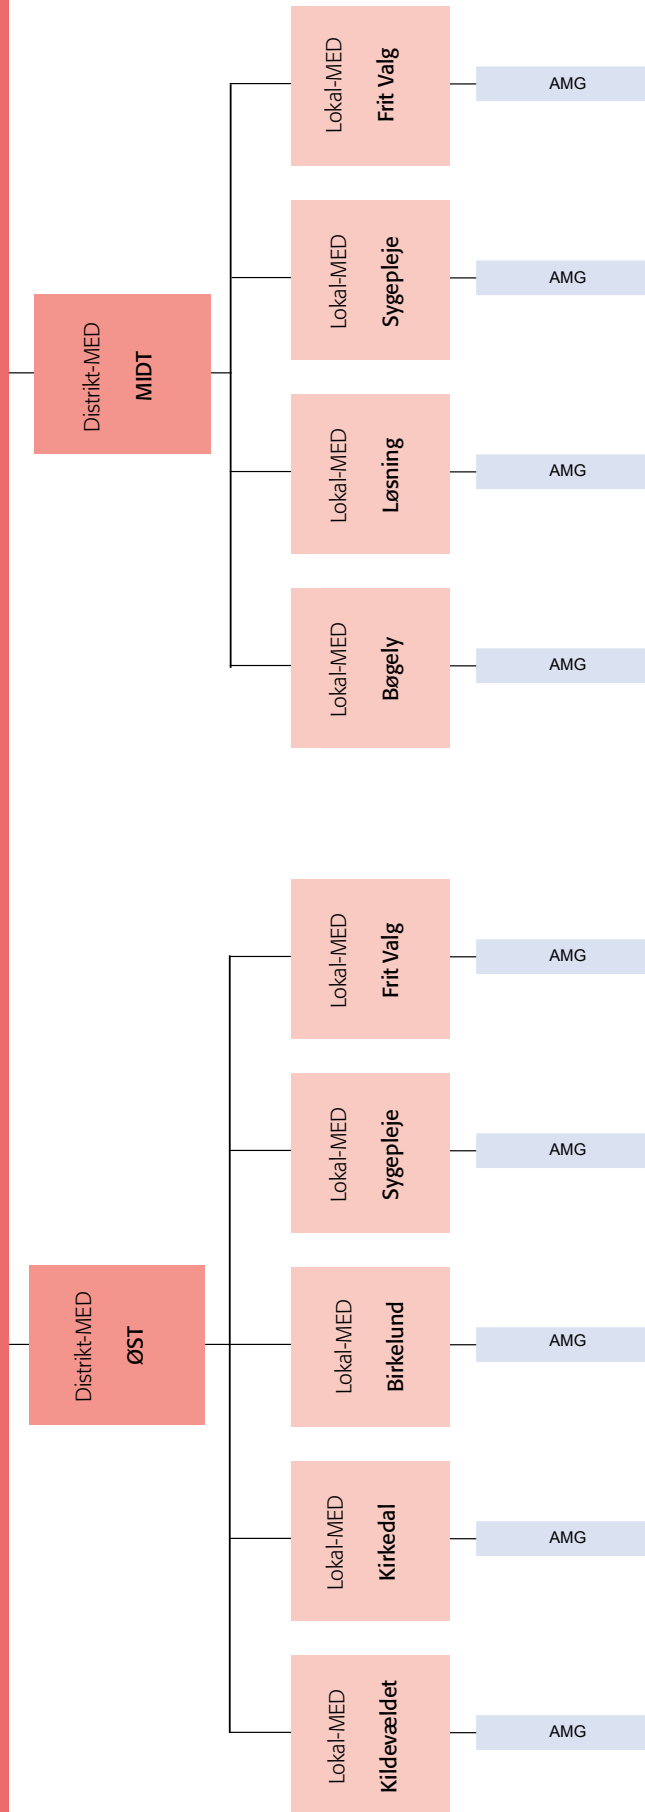 Distrikt-MED
MIDT
Lokal-MED
Frit Valg
AMG
Lokal-MED
Sygepleje
AMG
Lokal-MED
Løsning
AMG
Lokal-MED
Bøgely
AMG
Distrikt-MED
ØST
Lokal-MED
Frit Valg
AMG
Lokal-MED
Sygepleje
AMG
Lokal-MED
Birkelund
AMG
Lokal-MED
Kirkedal
AMG
Lokal-MED
Kildevældet
AMG